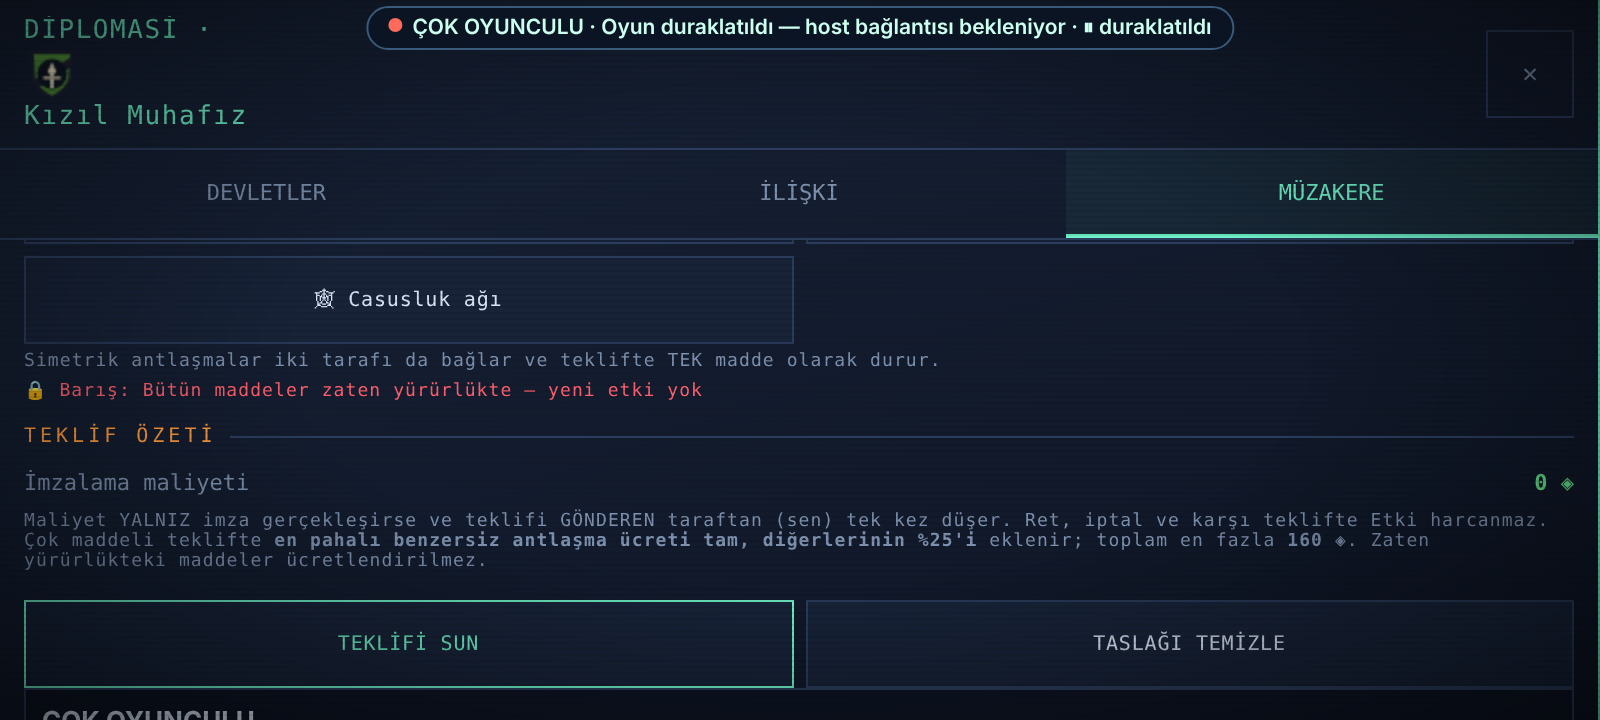 DİPLOMASİ ·
ÇOK OYUNCULU · Oyun duraklatıldı — host bağlantısı bekleniyor · ⏸ duraklatıldı
×
Kızıl Muhafız
DEVLETLER
İLİŞKİ
MÜZAKERE
🕸 Casusluk ağı
Simetrik antlaşmalar iki tarafı da bağlar ve teklifte TEK madde olarak durur.
🔒 Barış: Bütün maddeler zaten yürürlükte — yeni etki yok
TEKLİF ÖZETİ
İmzalama maliyeti 0 ◈
Maliyet YALNIZ imza gerçekleşirse ve teklifi GÖNDEREN taraftan (sen) tek kez düşer. Ret, iptal ve karşı teklifte Etki harcanmaz.
Çok maddeli teklifte en pahalı benzersiz antlaşma ücreti tam, diğerlerinin %25'i eklenir; toplam en fazla 160 ◈. Zaten
yürürlükteki maddeler ücretlendirilmez.
TEKLİFİ SUN
TASLAĞI TEMİZLE
ÇOK OYUNCULU